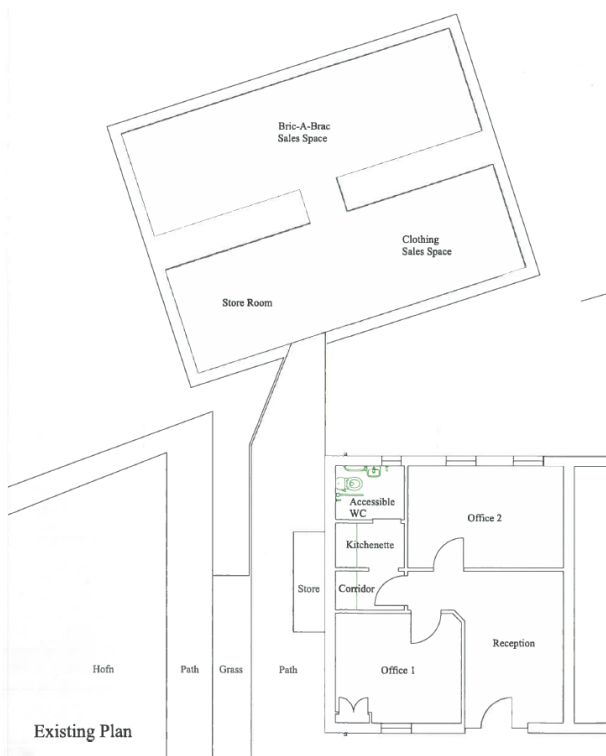 Bric-A-Brac
Sales Space
Clothing
Sales Space
Store Room
Accessible
WC
Office 2
Kitchenette
Store
Corridor
Reception
Hofn
Path
Grass
Path
Office 1
Existing Plan